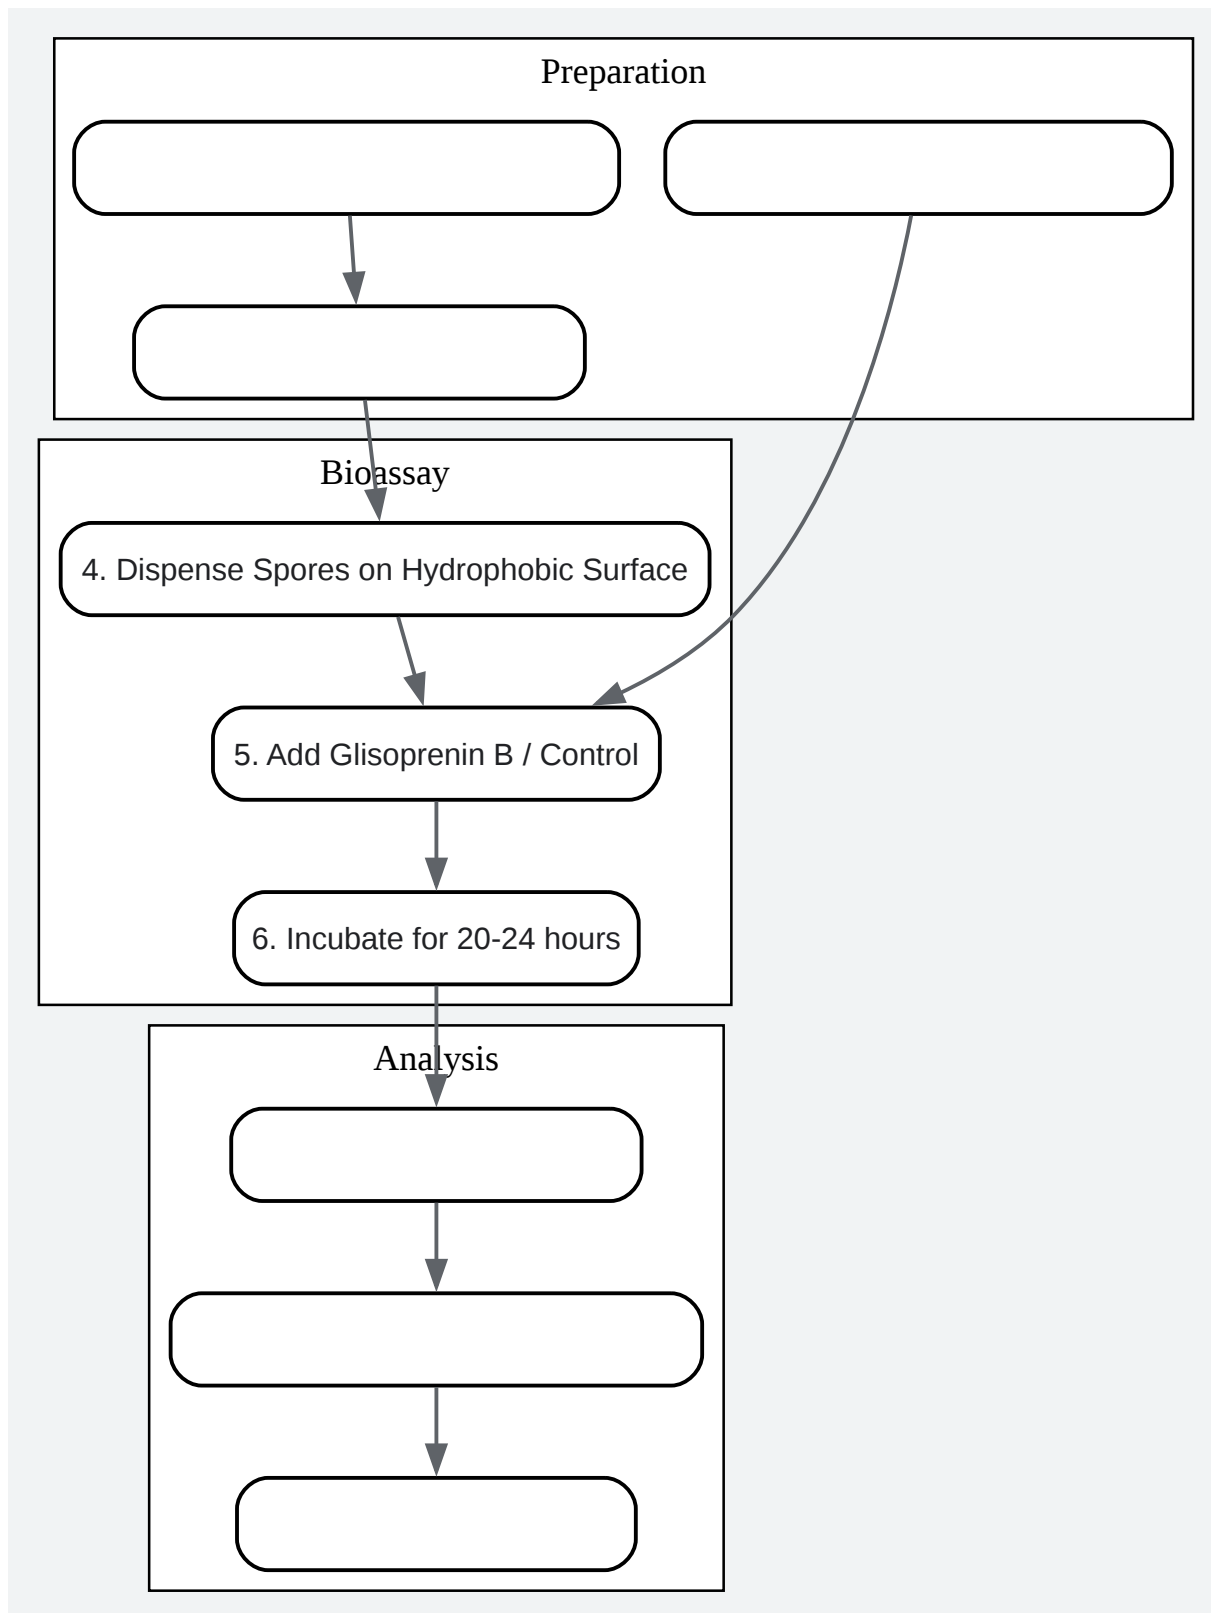 Preparation
Bioassay
4. Dispense Spores on Hydrophobic Surface
5. Add Glisoprenin B / Control
6. Incubate for 20-24 hours
Analysis